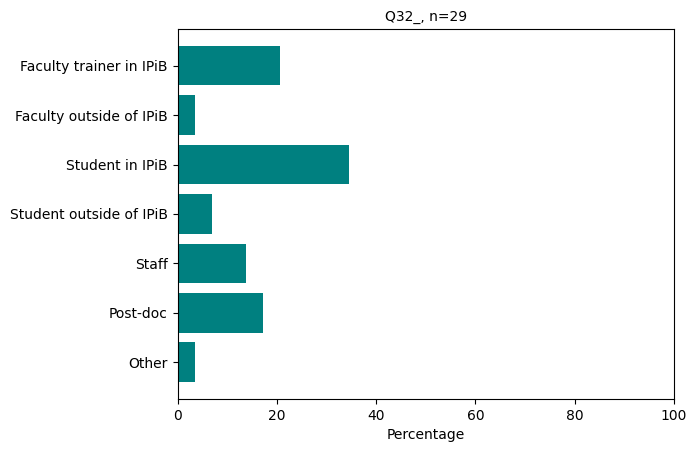 Q32_, n=29
Faculty trainer in IPiB
Faculty outside of IPiB
Student in IPiB
Student outside of IPiB
Staff
Post-doc
Other
0 20 40 60 80 100
Percentage